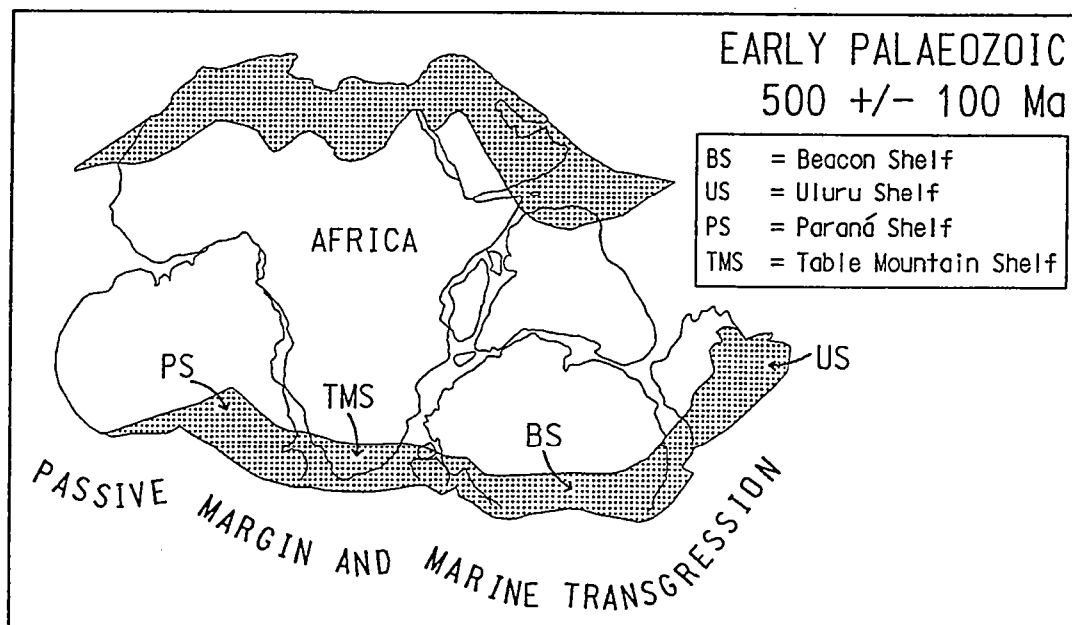 EARLY PALAEOZOIC
500 +/- 100 Ma
BS = Beacon Shelf
US = Uluru Shelf
PS = Paraná Shelf
TMS = Table Mountain Shelf
AFRICA
PS
TMS
BS
US
PASSIVE MARGIN AND MARINE TRANSGRESSION